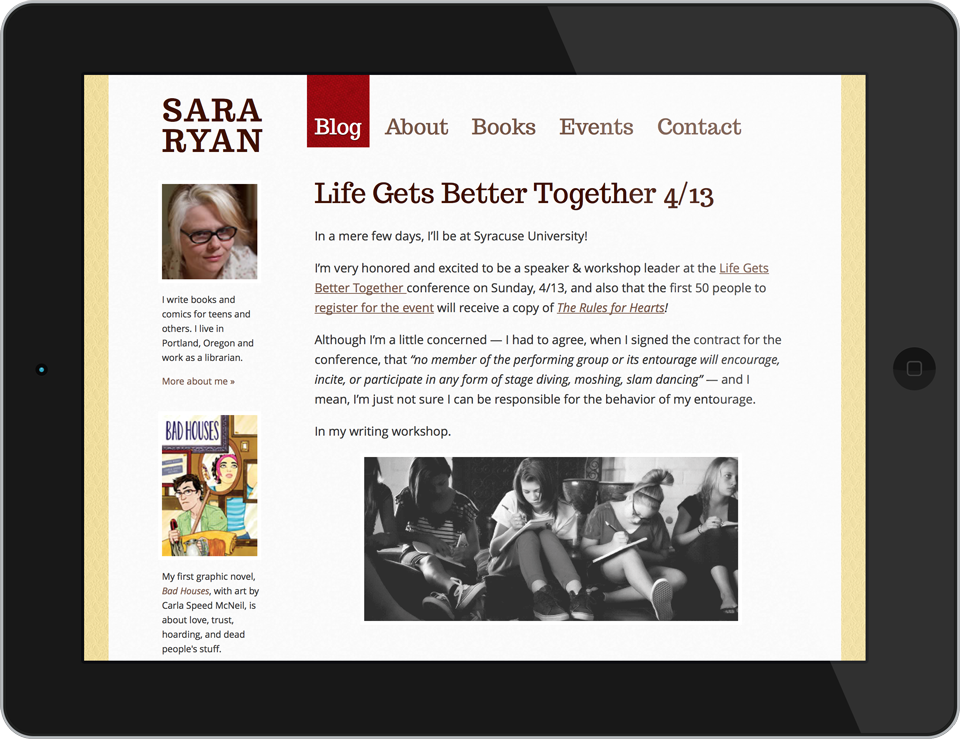 SARA
RYAN
Blog About Books Events Contact
I write books and
comics for teens and
others. I live in
Portland, Oregon and
work as a librarian.
More about me »
BAD HOUSES
My first graphic novel,
Bad Houses, with art by
Carla Speed McNeil, is
about love, trust,
hoarding, and dead
people's stuff.
Life Gets Better Together 4/13
In a mere few days, I'll be at Syracuse University!
I'm very honored and excited to be a speaker & workshop leader at the Life Gets
Better Together conference on Sunday, 4/13, and also that the first 50 people to
register for the event will receive a copy of The Rules for Hearts!
Although I'm a little concerned — I had to agree, when I signed the contract for the
conference, that “no member of the performing group or its entourage will encourage,
incite, or participate in any form of stage diving, moshing, slam dancing” — and I
mean, I'm just not sure I can be responsible for the behavior of my entourage.
In my writing workshop.